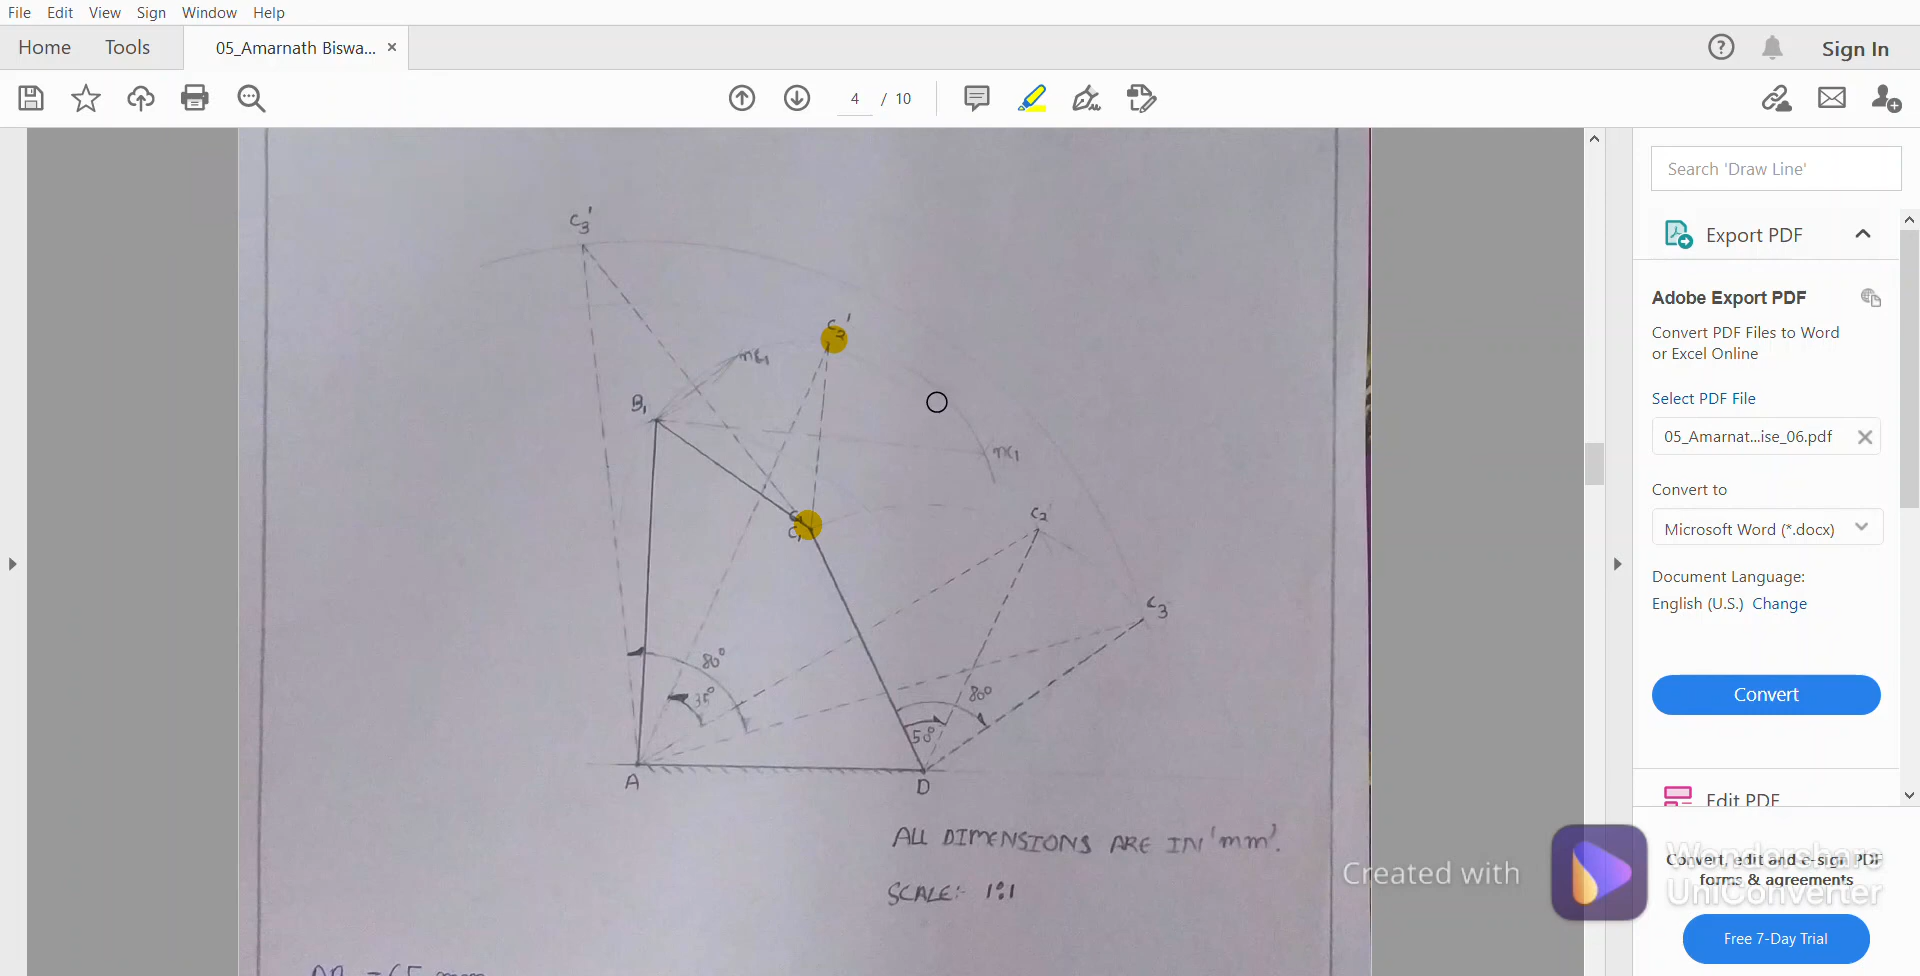 File Edit View Sign Window Help
Home Tools 05_Amarnath Biswa... × Sign In
4 / 10
Search 'Draw Line'
Export PDF
Adobe Export PDF
Convert PDF Files to Word
or Excel Online
Select PDF File
05_Amarnat...ise_06.pdf
Convert to
Microsoft Word (*.docx)
Document Language:
English (U.S.) Change
Convert
Edit PDF
Convert, edit and e-sign PDF
forms & agreements
Free 7-Day Trial
C3'
C2'
B1
C1
C1
C2
C3
80°
35°
80°
50°
A
D
ALL DIMENSIONS ARE IN 'mm'.
SCALE:- 1:1
Created with
Wondershare
UniConverter